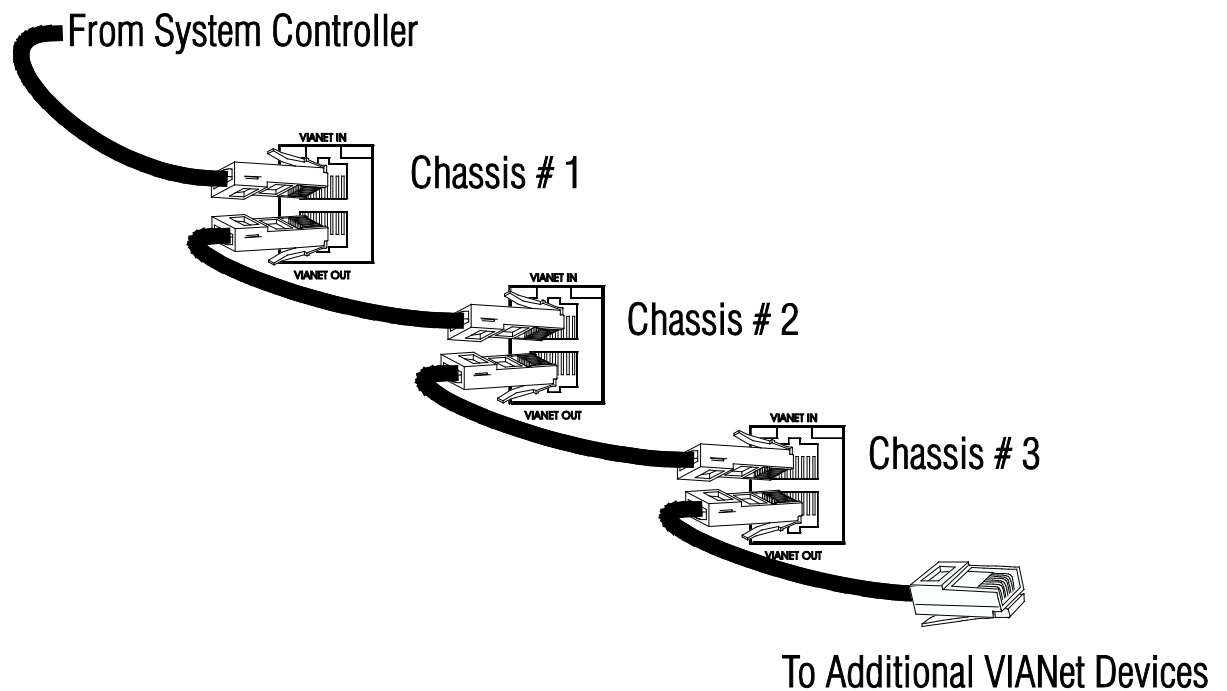 From System Controller
VIANET IN
Chassis # 1
VIANET OUT
VIANET IN
Chassis # 2
VIANET OUT
VIANET IN
Chassis # 3
VIANET OUT
To Additional VIANet Devices